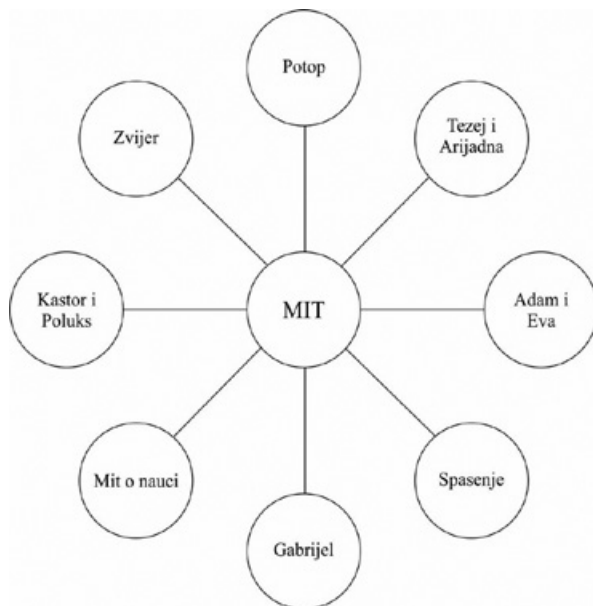 Potop
Zvijer
Tezej i
Arijadna
Kastor i
Poluks
MIT
Adam i
Eva
Mit o nauci
Spasenje
Gabrijel